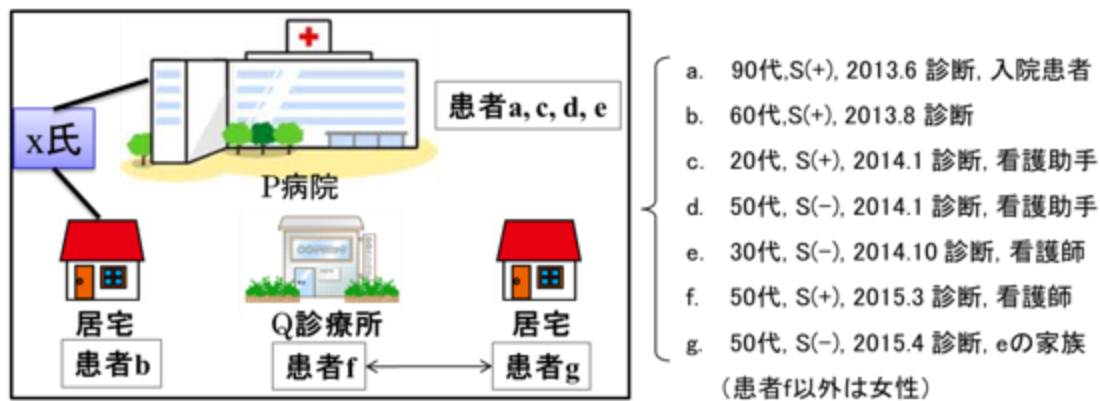 患者a, c, d, e
x氏
P病院
居宅
Q診療所
居宅
患者b
患者f
患者g
a. 90代,S(+), 2013.6 診断, 入院患者
b. 60代,S(+), 2013.8 診断
c. 20代, S(+), 2014.1 診断, 看護助手
d. 50代, S(−), 2014.1 診断, 看護助手
e. 30代, S(−), 2014.10 診断, 看護師
f. 50代, S(+), 2015.3 診断, 看護師
g. 50代, S(−), 2015.4 診断, eの家族
（患者f以外は女性）